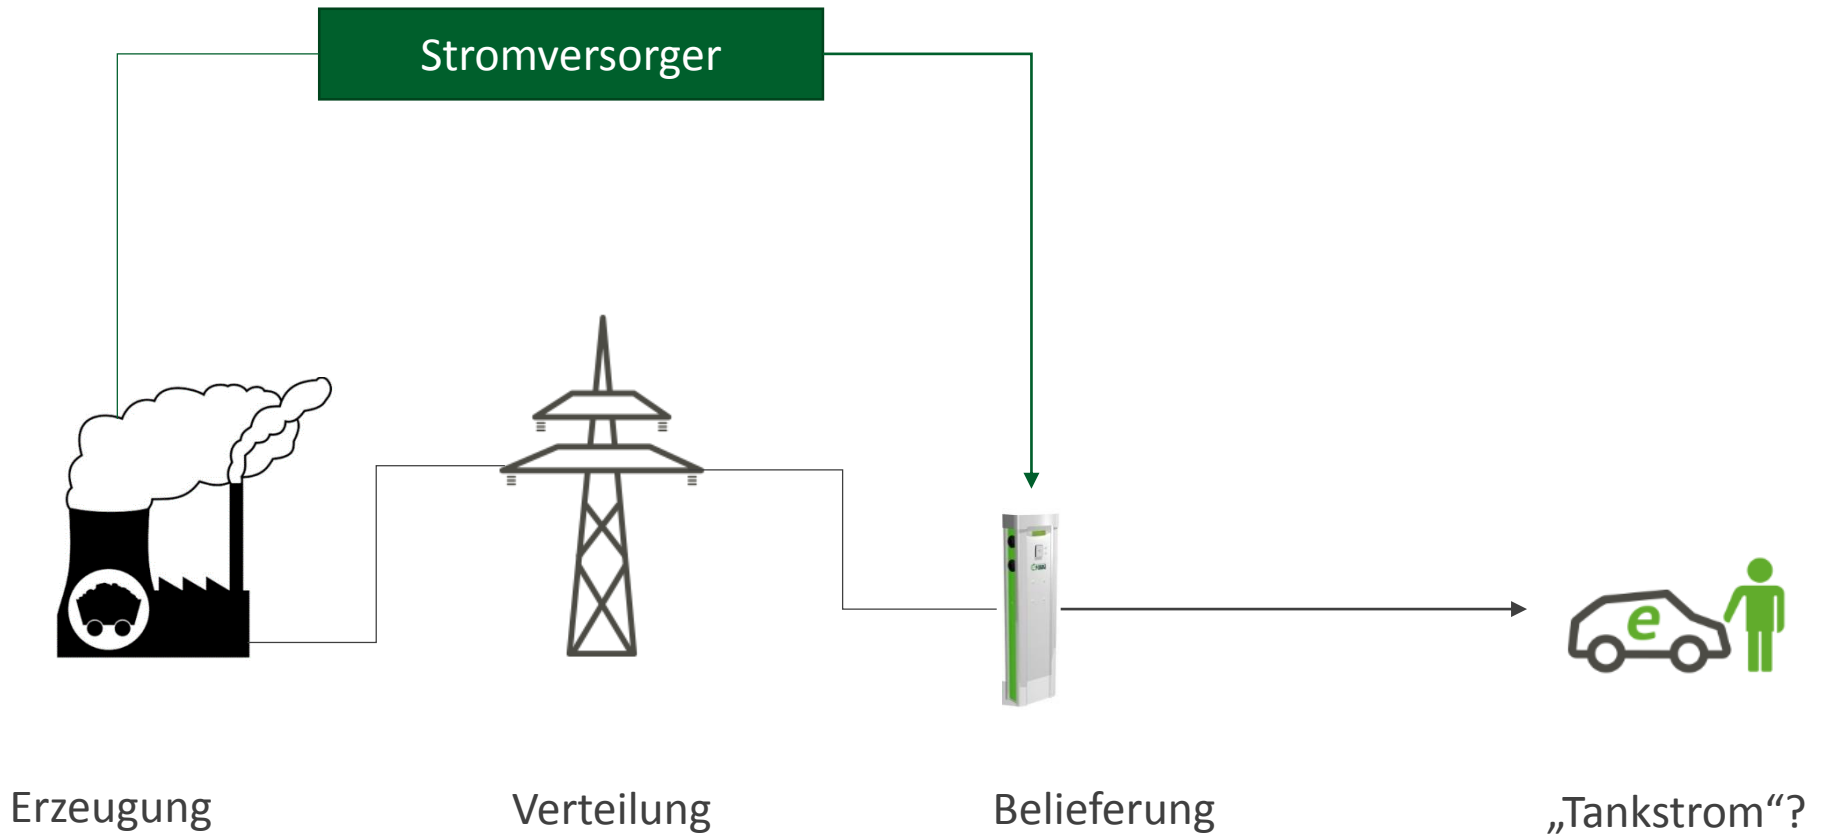 Stromversorger
Erzeugung
Verteilung
Belieferung
„Tankstrom“?
e